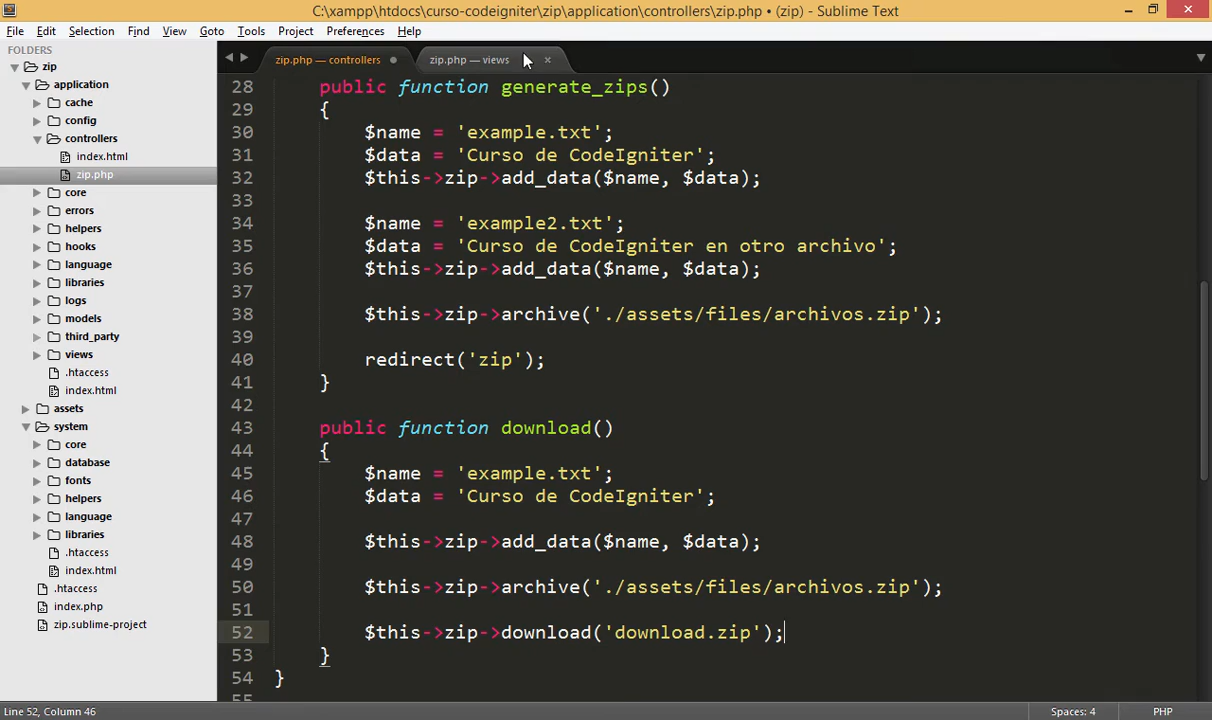 C:\xampp\htdocs\curso-codeigniter\zip\application\controllers\zip.php • (zip) - Sublime Text
File Edit Selection Find View Goto Tools Project Preferences Help
FOLDERS
zip
application
cache
config
controllers
index.html
zip.php
core
errors
helpers
hooks
language
libraries
logs
models
third_party
views
.htaccess
index.html
assets
system
core
database
fonts
helpers
language
libraries
.htaccess
index.html
.htaccess
index.php
zip.sublime-project
zip.php — controllers
zip.php — views
28 public function generate_zips()
29 {
30 $name = 'example.txt';
31 $data = 'Curso de CodeIgniter';
32 $this->zip->add_data($name, $data);
33
34 $name = 'example2.txt';
35 $data = 'Curso de CodeIgniter en otro archivo';
36 $this->zip->add_data($name, $data);
37
38 $this->zip->archive('./assets/files/archivos.zip');
39
40 redirect('zip');
41 }
42
43 public function download()
44 {
45 $name = 'example.txt';
46 $data = 'Curso de CodeIgniter';
47
48 $this->zip->add_data($name, $data);
49
50 $this->zip->archive('./assets/files/archivos.zip');
51
52 $this->zip->download('download.zip');
53 }
54 }
55
Line 52, Column 46
Spaces: 4
PHP